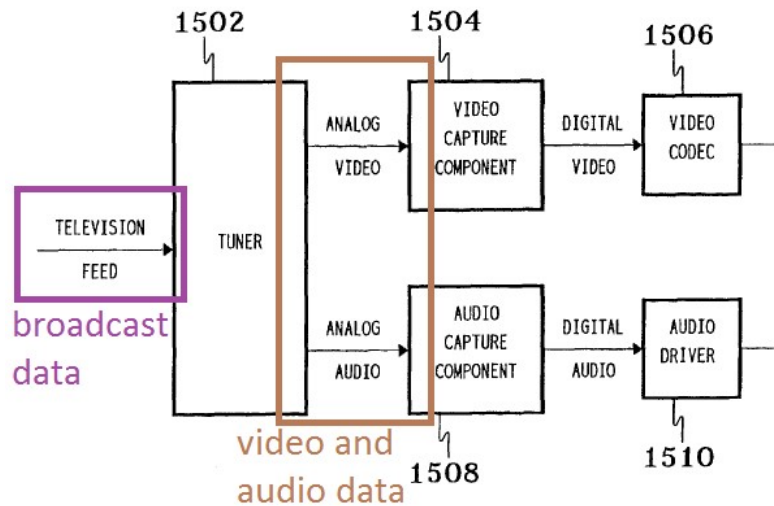 1502
1504
1506
TELEVISION
FEED
TUNER
ANALOG
VIDEO
VIDEO
CAPTURE
COMPONENT
DIGITAL
VIDEO
VIDEO
CODEC
broadcast
data
ANALOG
AUDIO
AUDIO
CAPTURE
COMPONENT
DIGITAL
AUDIO
AUDIO
DRIVER
video and
audio data
1508
1510